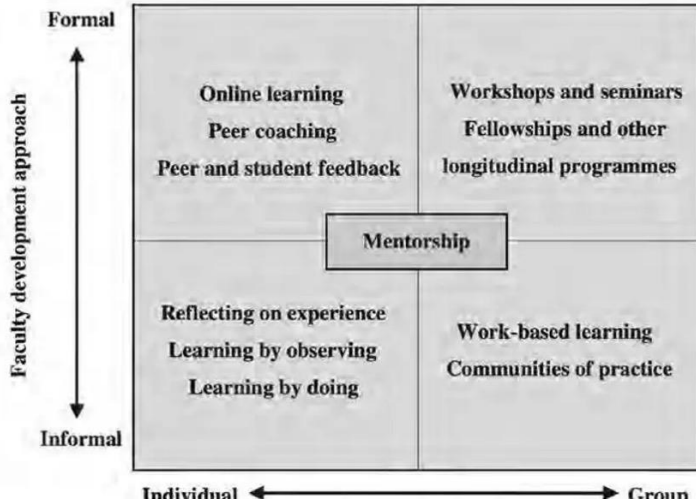 Formal
Online learning
Peer coaching
Peer and student feedback
Workshops and seminars
Fellowships and other
longitudinal programmes
Mentorship
Faculty development approach
Reflecting on experience
Learning by observing
Learning by doing
Work-based learning
Communities of practice
Informal
Individual
Group